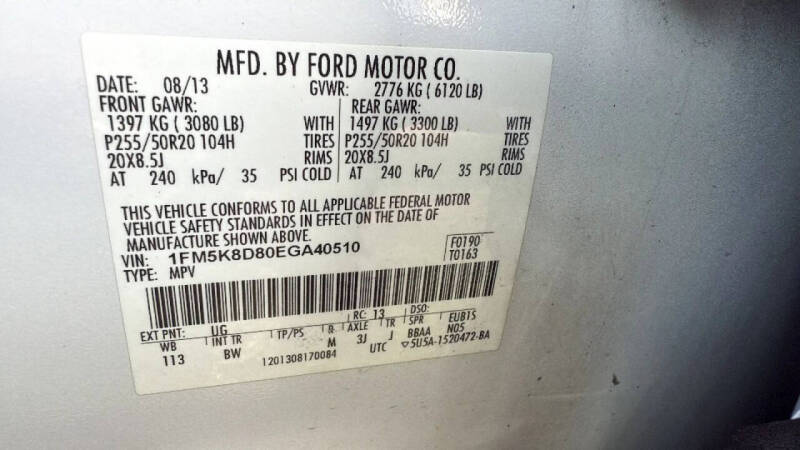 MFD. BY FORD MOTOR CO.
DATE: 08/13 GVWR: 2776 KG ( 6120 LB)
FRONT GAWR: REAR GAWR:
1397 KG ( 3080 LB) WITH 1497 KG ( 3300 LB) WITH
P255/50R20 104H TIRES P255/50R20 104H TIRES
20X8.5J RIMS 20X8.5J RIMS
AT 240 kPa/ 35 PSI COLD AT 240 kPa/ 35 PSI COLD
THIS VEHICLE CONFORMS TO ALL APPLICABLE FEDERAL MOTOR
VEHICLE SAFETY STANDARDS IN EFFECT ON THE DATE OF
MANUFACTURE SHOWN ABOVE.
VIN: 1FM5K8D80EGA40510 F0190
TYPE: MPV T0163
RC: 13 DSO:
EXT PNT: UG EUB1S
WB INT TR TP/PS R AXLE TR SPR N05
113 BW M 3J J BBAA
1201308170084 UTC ▽5U5A-1520472-BA